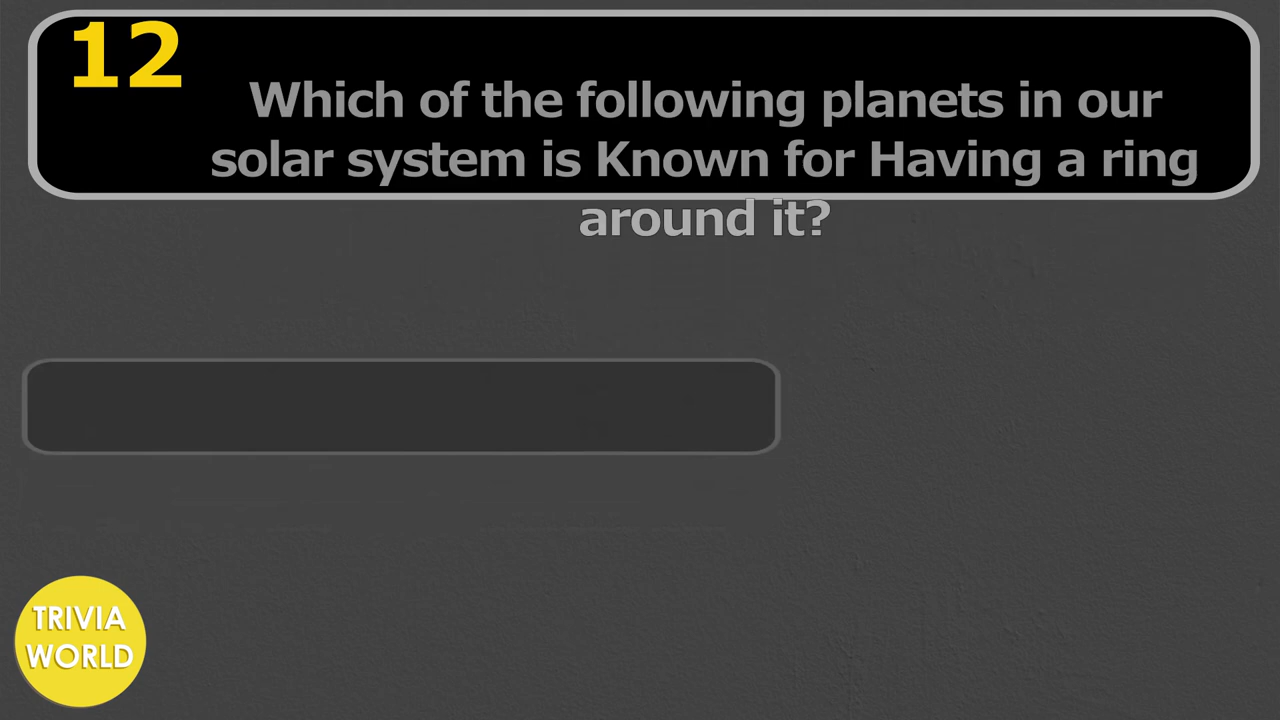 12
Which of the following planets in our
solar system is Known for Having a ring
around it?
TRIVIA
WORLD